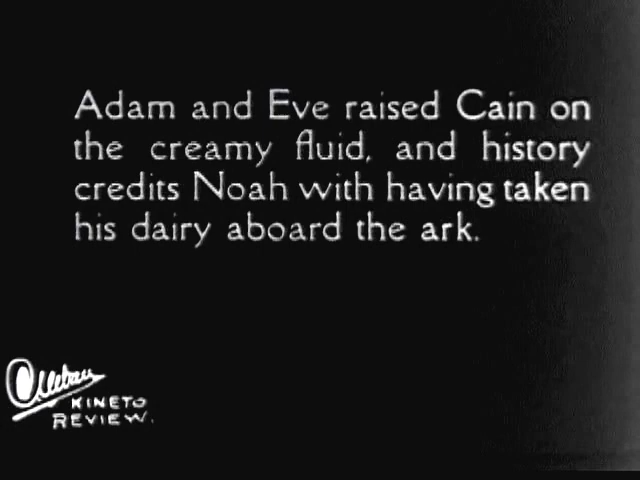 Adam and Eve raised Cain on
the creamy fluid, and history
credits Noah with having taken
his dairy aboard the ark.
Urban
KINETO
REVIEW.